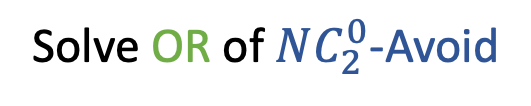 Solve OR of $NC_2^0$-Avoid